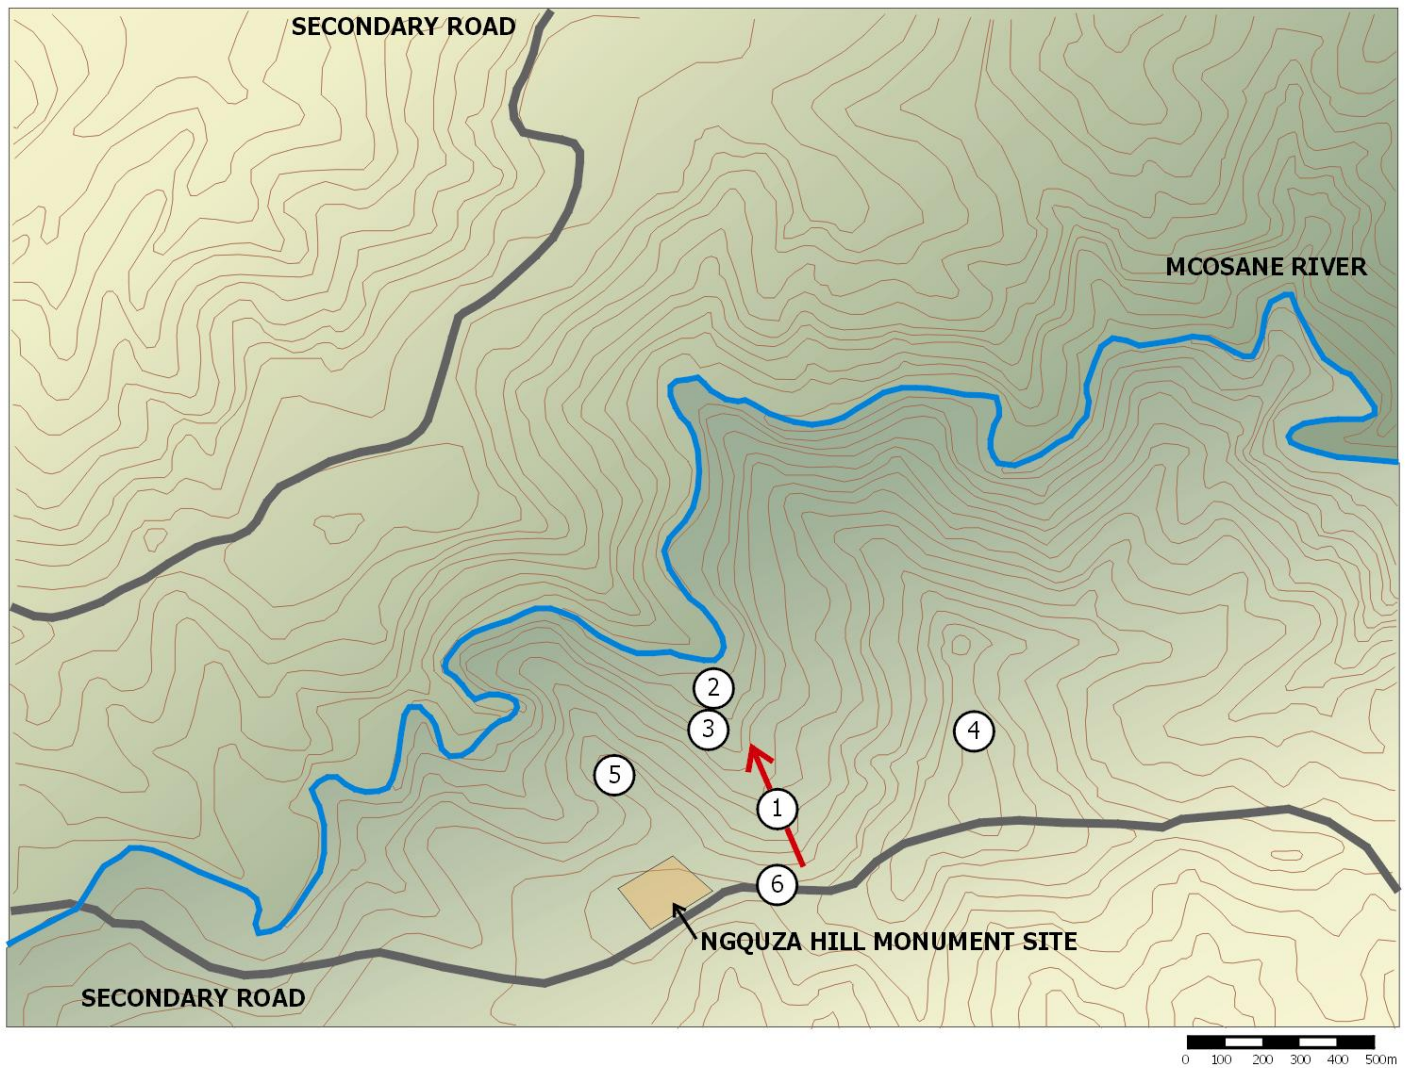 SECONDARY ROAD
MCOSANE RIVER
2
3
4
5
1
6
NGQUZA HILL MONUMENT SITE
SECONDARY ROAD
0 100 200 300 400 500m